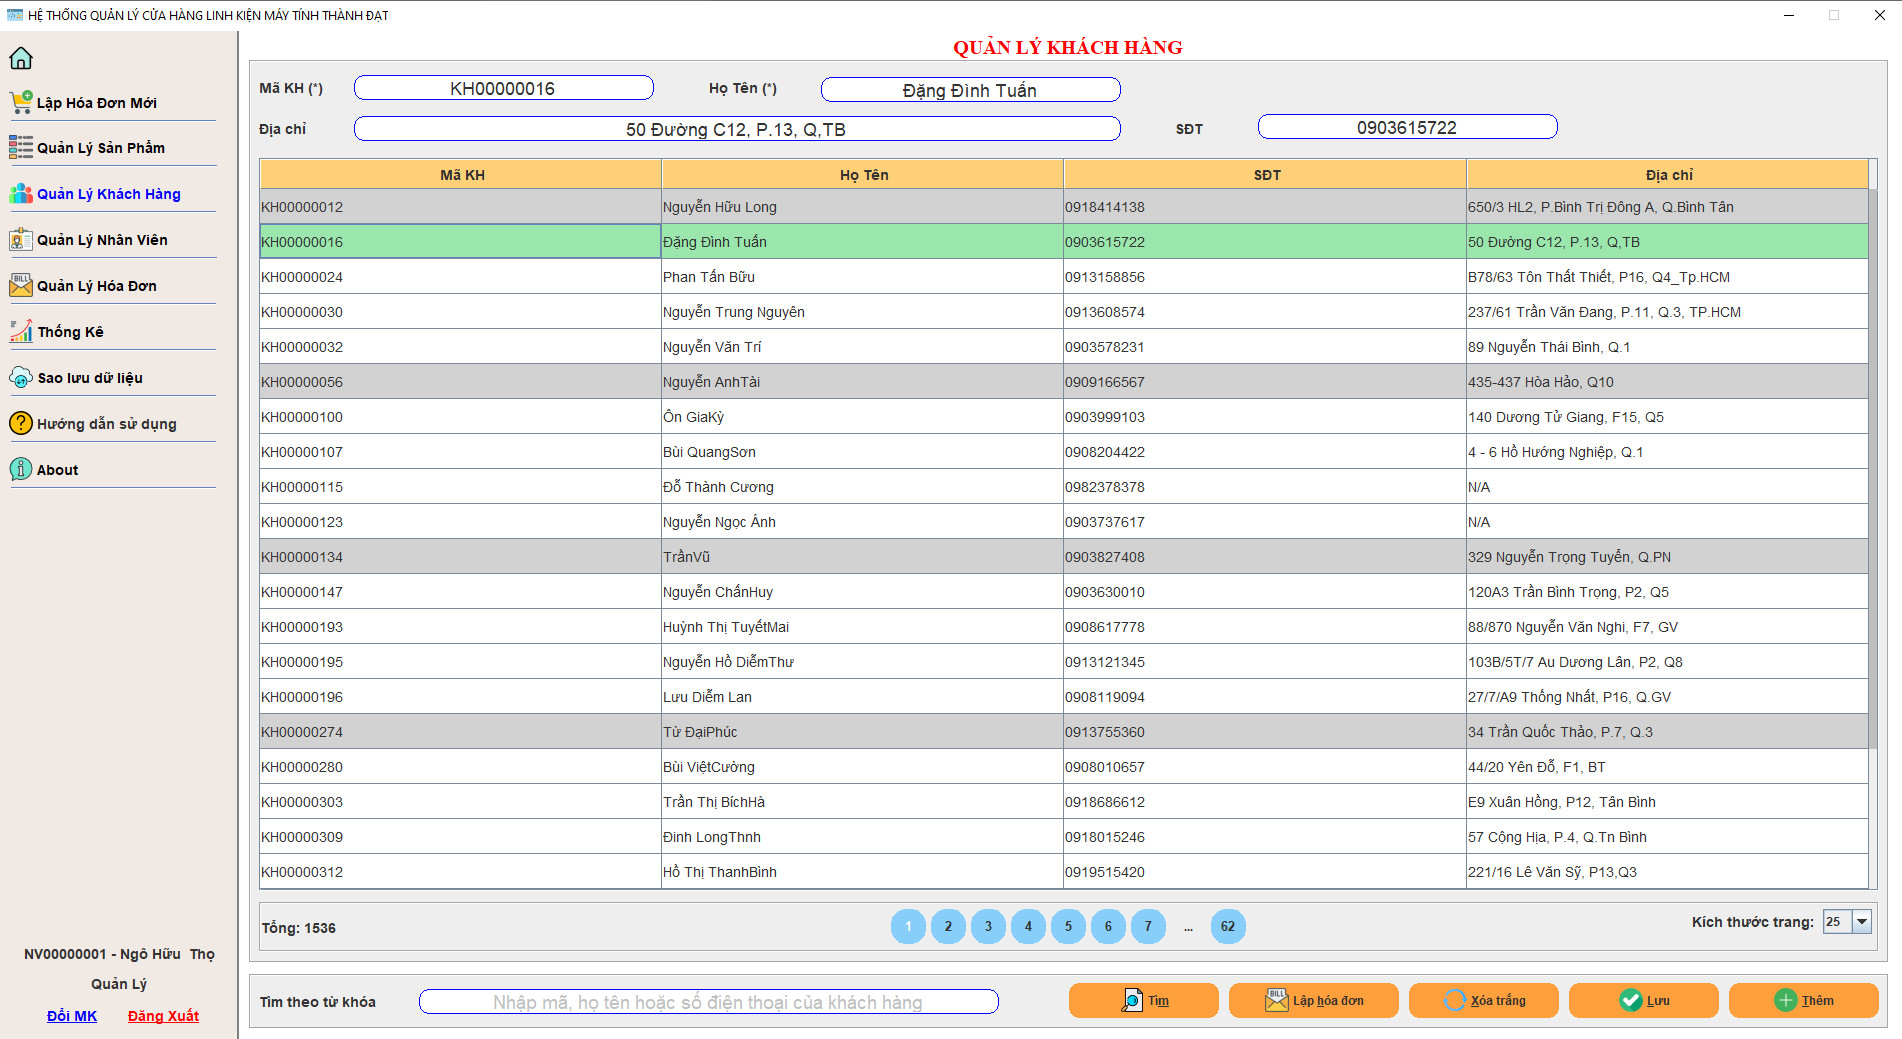 HỆ THỐNG QUẢN LÝ CỬA HÀNG LINH KIỆN MÁY TÍNH THÀNH ĐẠT
Lập Hóa Đơn Mới
Quản Lý Sản Phẩm
Quản Lý Khách Hàng
Quản Lý Nhân Viên
Quản Lý Hóa Đơn
Thống Kê
Sao lưu dữ liệu
Hướng dẫn sử dụng
About
NV00000001 - Ngô Hữu  Thọ
Quản Lý
Đổi MK Đăng Xuất
QUẢN LÝ KHÁCH HÀNG
Mã KH (*) KH00000016 Họ Tên (*) Đặng Đình Tuấn
Địa chỉ 50 Đường C12, P.13, Q,TB SĐT 0903615722
Mã KH Họ Tên SĐT Địa chỉ
KH00000012 Nguyễn Hữu Long 0918414138 650/3 HL2, P.Bình Trị Đông A, Q.Bình Tân
KH00000016 Đặng Đình Tuấn 0903615722 50 Đường C12, P.13, Q,TB
KH00000024 Phan Tấn Bữu 0913158856 B78/63 Tôn Thất Thiết, P16, Q4_Tp.HCM
KH00000030 Nguyễn Trung Nguyên 0913608574 237/61 Trần Văn Đang, P.11, Q.3, TP.HCM
KH00000032 Nguyễn Văn Trí 0903578231 89 Nguyễn Thái Bình, Q.1
KH00000056 Nguyễn AnhTài 0909166567 435-437 Hòa Hảo, Q10
KH00000100 Ôn GiaKỳ 0903999103 140 Dương Tử Giang, F15, Q5
KH00000107 Bùi QuangSơn 0908204422 4 - 6 Hồ Hướng Nghiệp, Q.1
KH00000115 Đỗ Thành Cương 0982378378 N/A
KH00000123 Nguyễn Ngọc Ánh 0903737617 N/A
KH00000134 TrầnVũ 0903827408 329 Nguyễn Trọng Tuyển, Q.PN
KH00000147 Nguyễn ChấnHuy 0903630010 120A3 Trần Bình Trọng, P2, Q5
KH00000193 Huỳnh Thị TuyếtMai 0908617778 88/870 Nguyễn Văn Nghi, F7, GV
KH00000195 Nguyễn Hồ DiễmThư 0913121345 103B/5T/7 Au Dương Lân, P2, Q8
KH00000196 Lưu Diễm Lan 0908119094 27/7/A9 Thống Nhất, P16, Q.GV
KH00000274 Từ ĐạiPhúc 0913755360 34 Trần Quốc Thảo, P.7, Q.3
KH00000280 Bùi ViệtCường 0908010657 44/20 Yên Đỗ, F1, BT
KH00000303 Trần Thị BíchHà 0918686612 E9 Xuân Hồng, P12, Tân Bình
KH00000309 Đinh LongThnh 0918015246 57 Cộng Hịa, P.4, Q.Tn Bình
KH00000312 Hồ Thị ThanhBình 0919515420 221/16 Lê Văn Sỹ, P13,Q3
Tổng: 1536 1 2 3 4 5 6 7 ... 62 Kích thước trang: 25
Tìm theo từ khóa Nhập mã, họ tên hoặc số điện thoại của khách hàng Tìm BILL Lập hóa đơn Xóa trắng Lưu Thêm